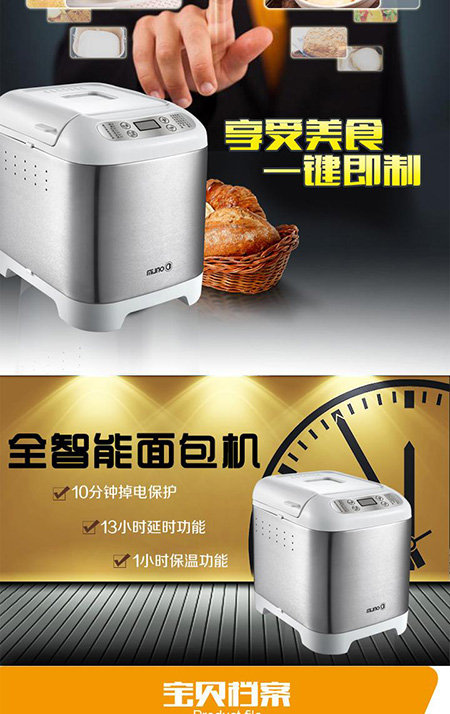 享受美食
一键即制
全智能面包机
10分钟掉电保护
13小时延时功能
1小时保温功能
宝贝档案
Product file